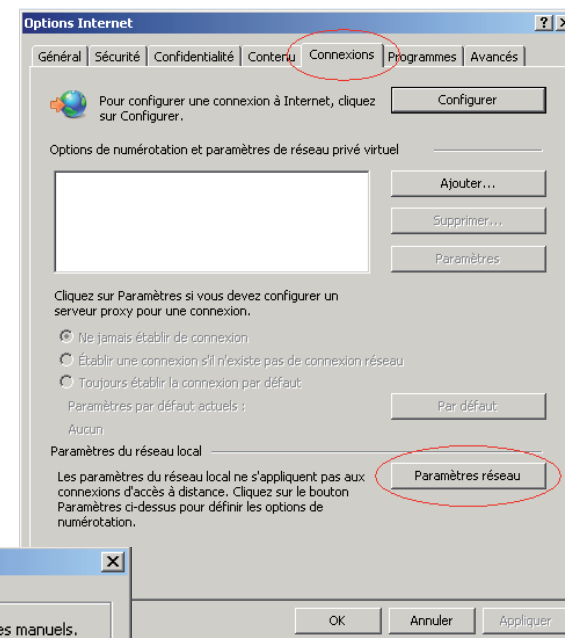 Options Internet
Général Sécurité Confidentialité Contenu Connexions Programmes Avancés
Pour configurer une connexion à Internet, cliquez
sur Configurer.
Configurer
Options de numérotation et paramètres de réseau privé virtuel
Ajouter...
Supprimer...
Paramètres
Cliquez sur Paramètres si vous devez configurer un
serveur proxy pour une connexion.
Ne jamais établir de connexion
Établir une connexion s'il n'existe pas de connexion réseau
Toujours établir la connexion par défaut
Paramètres par défaut actuels :
Par défaut
Aucun
Paramètres du réseau local
Les paramètres du réseau local ne s'appliquent pas aux
connexions d'accès à distance. Cliquez sur le bouton
Paramètres ci-dessus pour définir les options de
numérotation.
Paramètres réseau
es manuels.
OK Annuler Appliquer